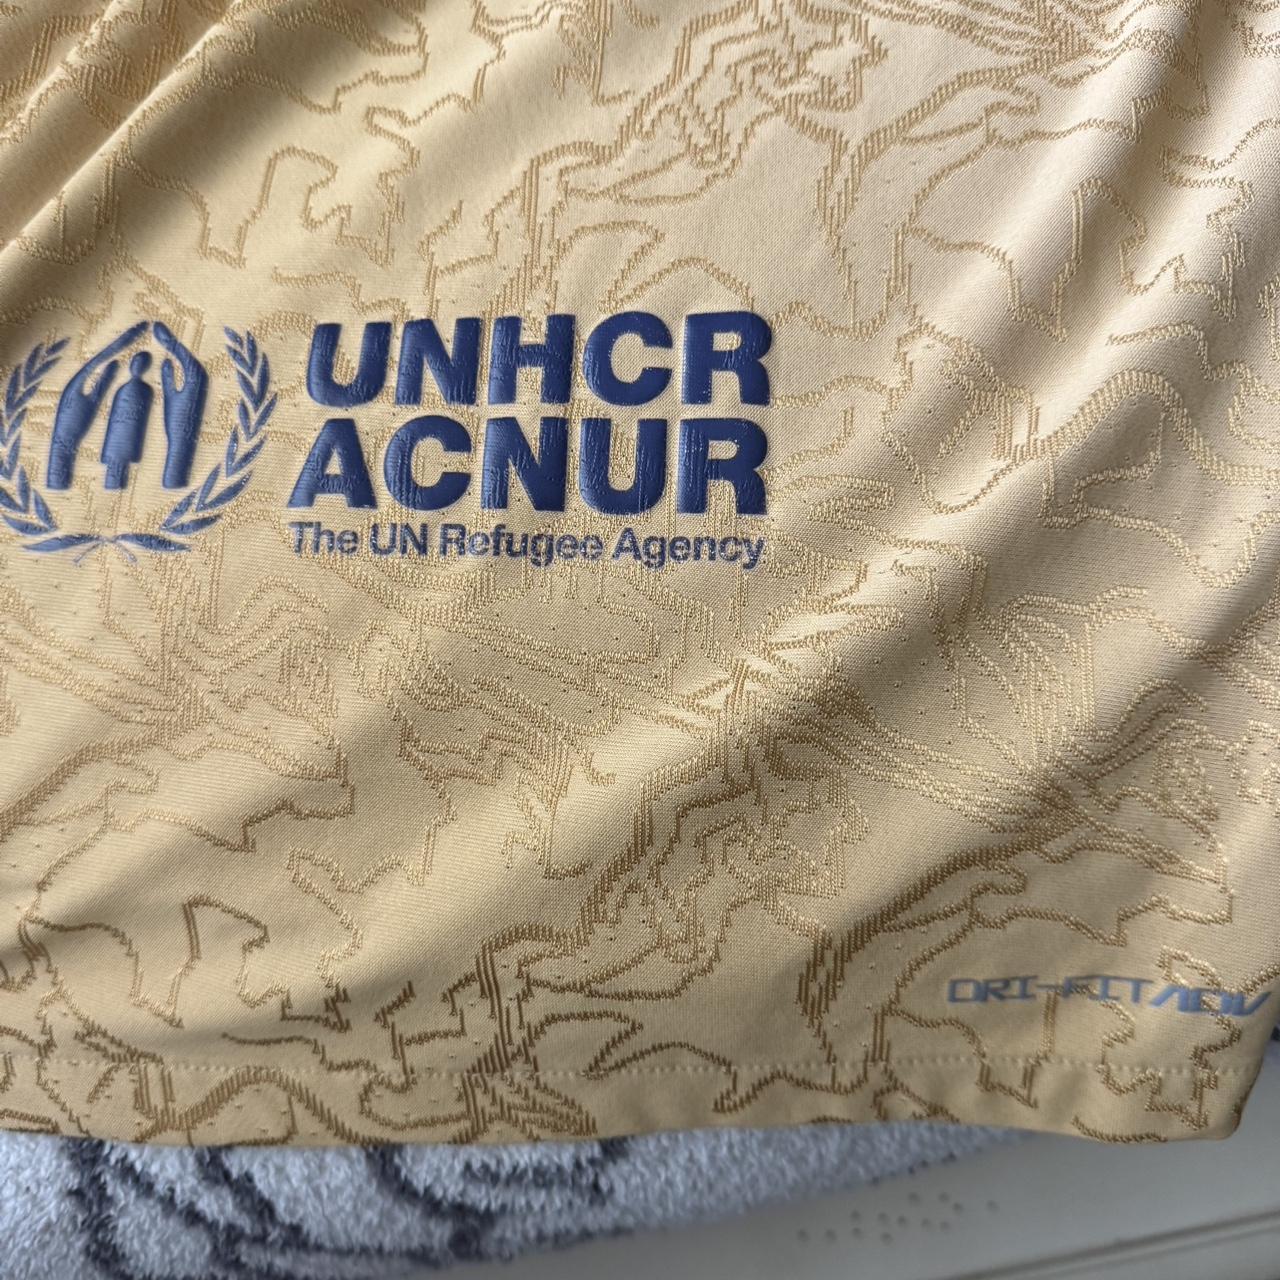 UNHCR
ACNUR
The UN Refugee Agency
DRI-FIT ADV